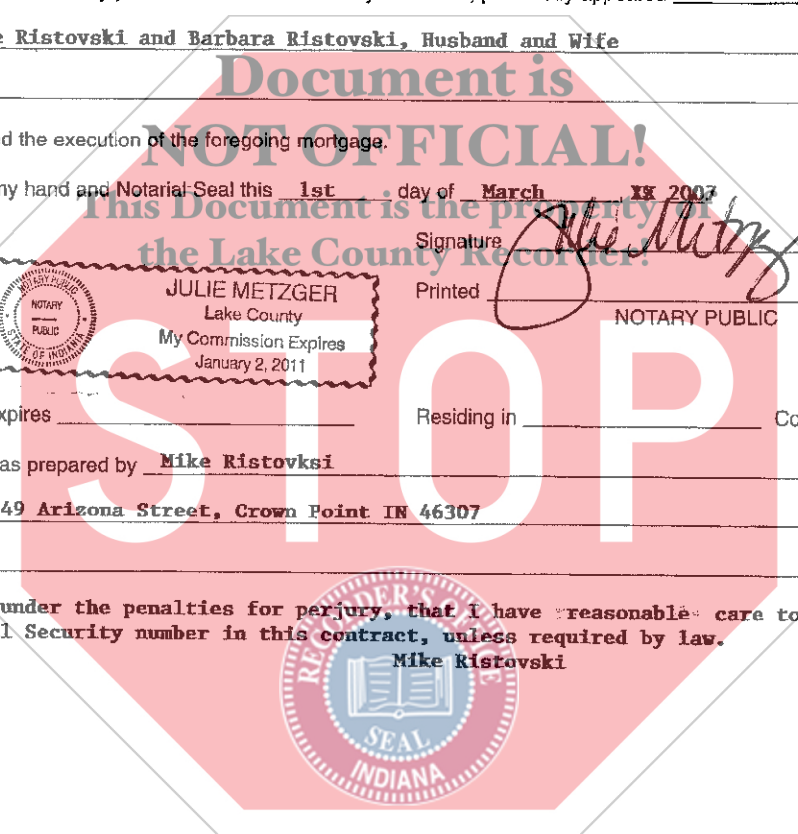 e Ristovski and Barbara Ristovski, Husband and Wife
Document is
NOT OFFICIAL!
d the execution of the foregoing mortgage.
ny hand and Notarial Seal this 1st day of March , XX 2007
This Document is the property of
the Lake County Recorder!
Signature Julie Metzger
JULIE METZGER
Lake County
My Commission Expires
January 2, 2011
NOTARY PUBLIC
NOTARY
PUBLIC
STATE OF INDIANA
Printed
NOTARY PUBLIC
STOP
xpires Residing in Co
as prepared by Mike Ristovksi
49 Arizona Street, Crown Point IN 46307
under the penalties for perjury, that I have reasonable care to
l Security number in this contract, unless required by law.
Mike Ristovski
RECORDER'S OFFICE
SEAL
INDIANA